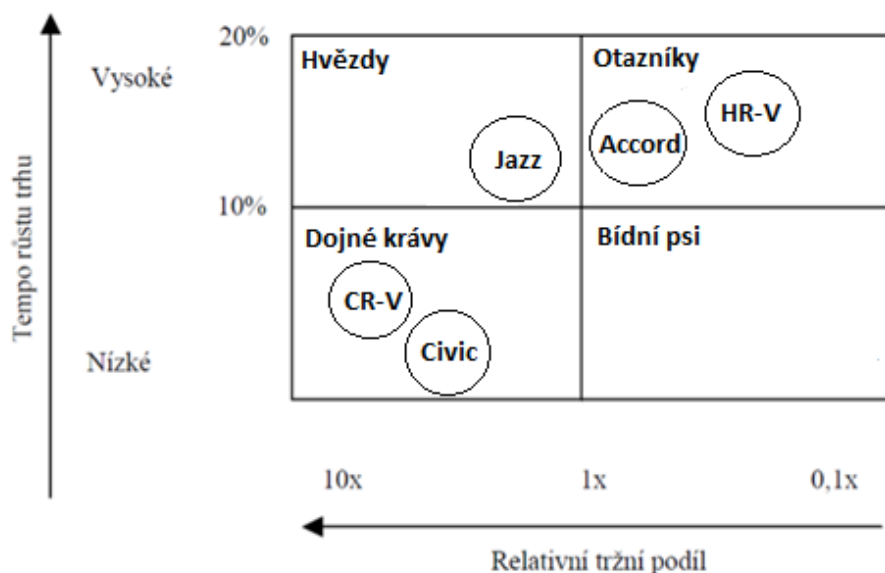 20%
Vysoké
Hvězdy
Otazníky
HR-V
Accord
Jazz
Tempo růstu trhu
10%
Dojné krávy
Bídní psi
CR-V
Civic
Nízké
10x
1x
0,1x
Relativní tržní podíl